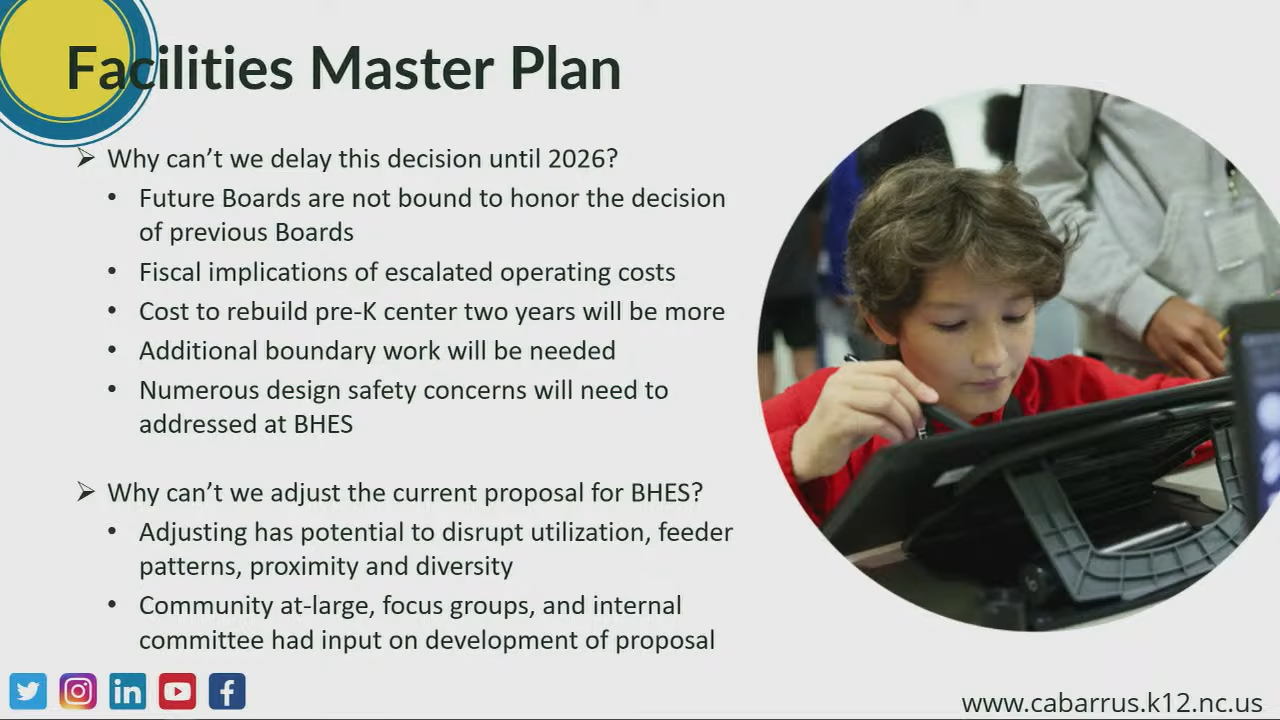 Facilities Master Plan
➢ Why can’t we delay this decision until 2026?
• Future Boards are not bound to honor the decision
of previous Boards
• Fiscal implications of escalated operating costs
• Cost to rebuild pre-K center two years will be more
• Additional boundary work will be needed
• Numerous design safety concerns will need to
addressed at BHES
➢ Why can’t we adjust the current proposal for BHES?
• Adjusting has potential to disrupt utilization, feeder
patterns, proximity and diversity
• Community at-large, focus groups, and internal
committee had input on development of proposal
www.cabarrus.k12.nc.us